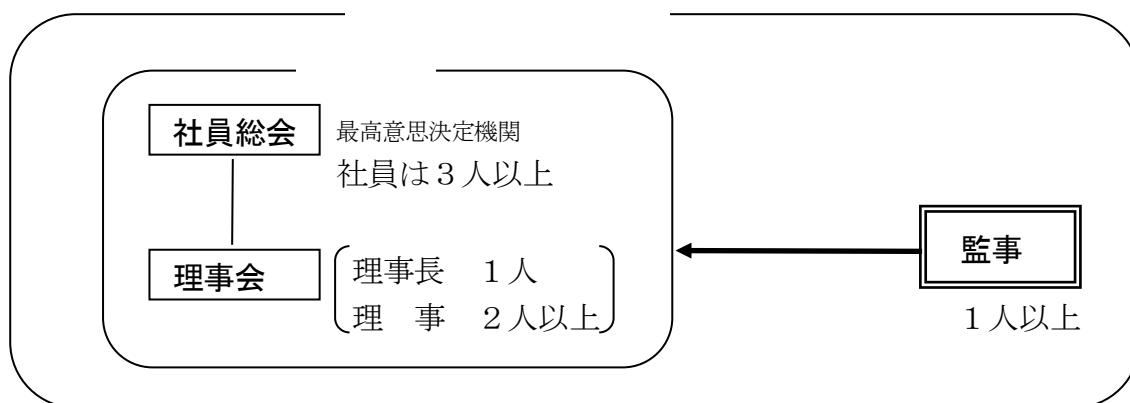 社員総会
最高意思決定機関
社員は３人以上
理事会
理事長　１人
理　事　２人以上
監事
１人以上